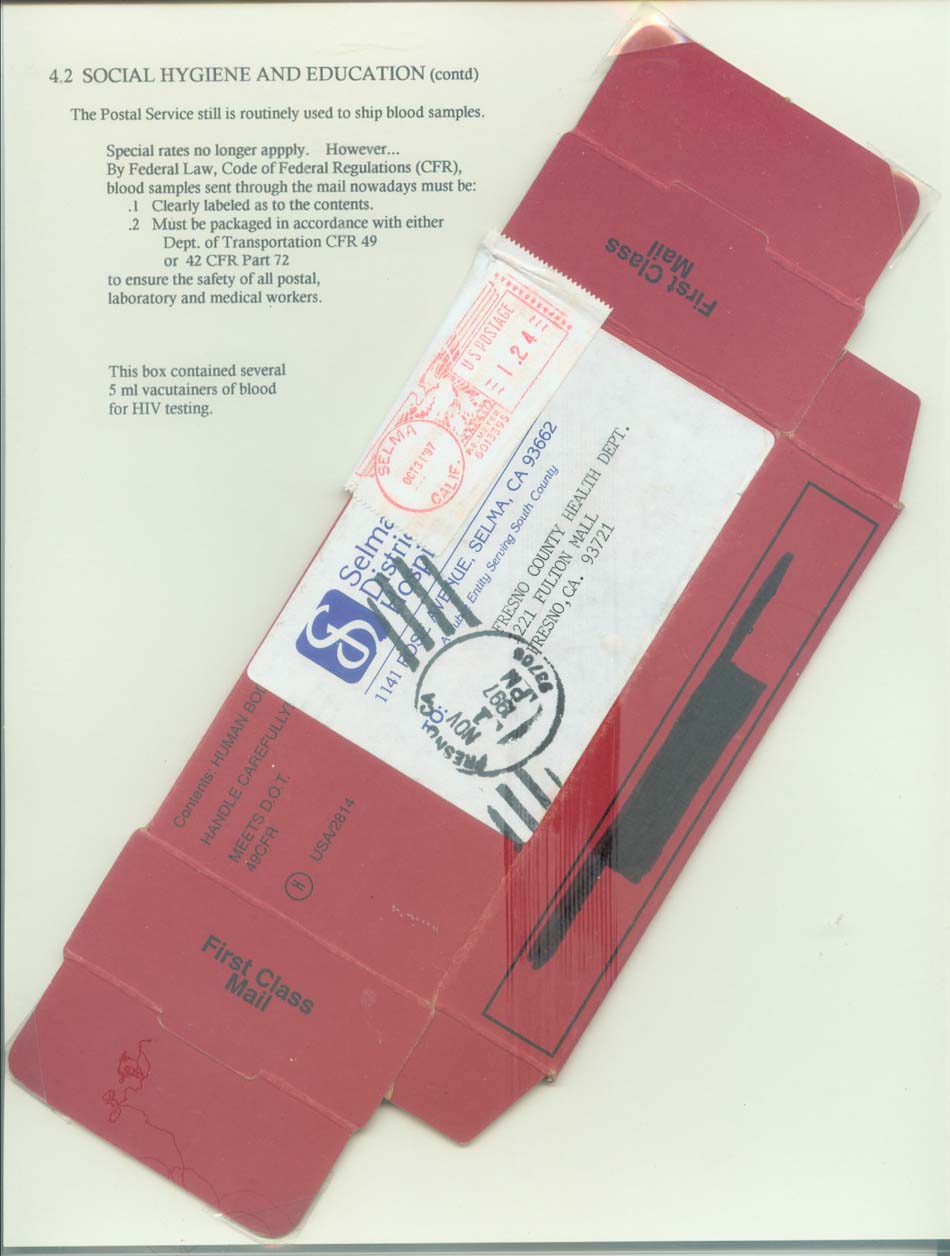 4.2 SOCIAL HYGIENE AND EDUCATION (contd)
The Postal Service still is routinely used to ship blood samples.
Special rates no longer appply. However...
By Federal Law, Code of Federal Regulations (CFR),
blood samples sent through the mail nowadays must be:
.1 Clearly labeled as to the contents.
.2 Must be packaged in accordance with either
Dept. of Transportation CFR 49
or 42 CFR Part 72
to ensure the safety of all postal,
laboratory and medical workers.
This box contained several
5 ml vacutainers of blood
for HIV testing.
First Class
Mail
U S POSTAGE
1.24
P.B. METER
6013395
SELMA
OCT 31 '97
CALIF.
Selma
District
Hospi
1141 ROSE AVENUE, SELMA, CA 93662
Entity Serving South County
TO:
FRESNO COUNTY HEALTH DEPT.
1221 FULTON MALL
FRESNO, CA. 93721
FRESNO CA
NOV 1
1997
PM
93706
Contents: HUMAN BO
HANDLE CAREFULLY
MEETS D.O.T.
49CFR
USA/2814
H
First Class
Mail